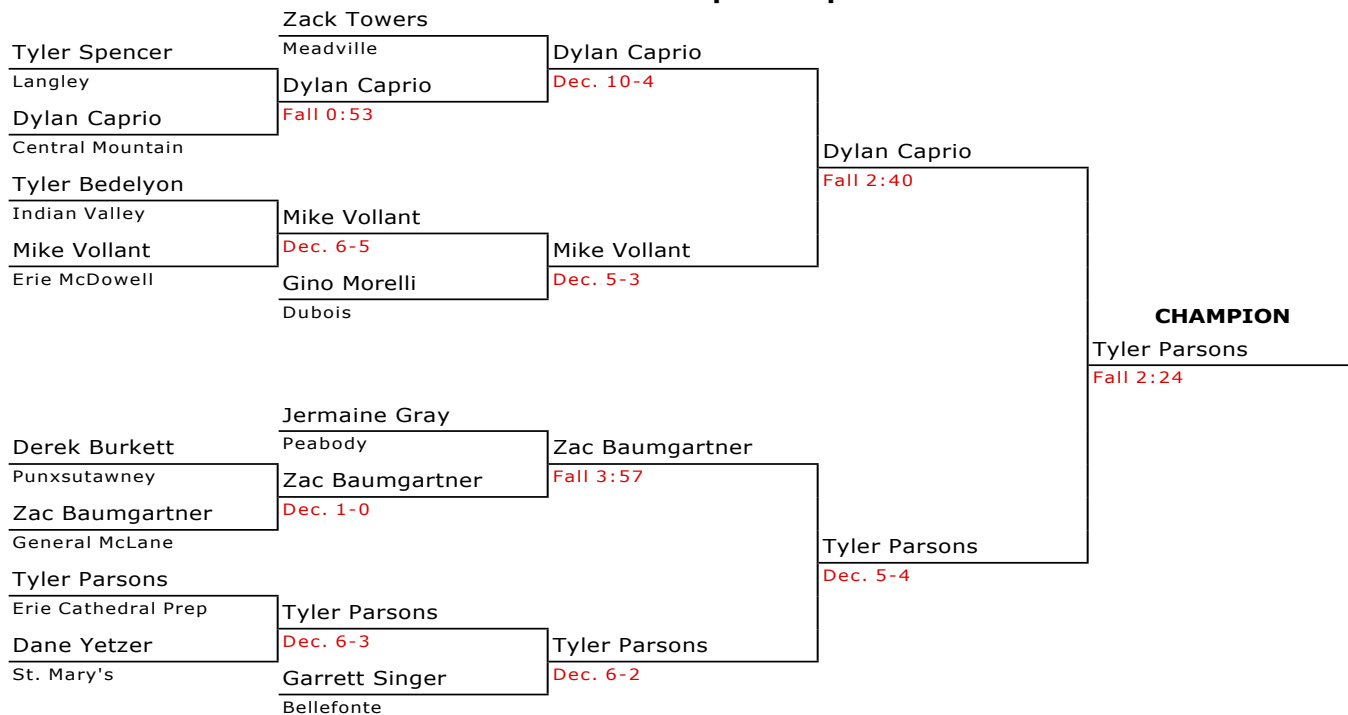 Zack Towers
Tyler Spencer
Meadville
Dylan Caprio
Langley
Dylan Caprio
Dec. 10-4
Dylan Caprio
Fall 0:53
Central Mountain
Dylan Caprio
Tyler Bedelyon
Fall 2:40
Indian Valley
Mike Vollant
Mike Vollant
Dec. 6-5
Mike Vollant
Erie McDowell
Gino Morelli
Dec. 5-3
Dubois
CHAMPION
Tyler Parsons
Fall 2:24
Jermaine Gray
Derek Burkett
Peabody
Zac Baumgartner
Punxsutawney
Zac Baumgartner
Fall 3:57
Zac Baumgartner
Dec. 1-0
General McLane
Tyler Parsons
Tyler Parsons
Dec. 5-4
Erie Cathedral Prep
Tyler Parsons
Dane Yetzer
Dec. 6-3
Tyler Parsons
St. Mary's
Garrett Singer
Dec. 6-2
Bellefonte